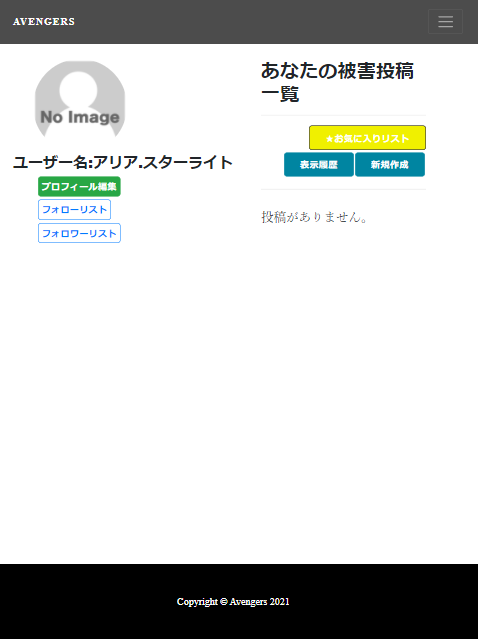 AVENGERS
No Image
ユーザー名:アリア.スターライト
プロフィール編集
フォローリスト
フォロワーリスト
あなたの被害投稿
一覧
★お気に入りリスト
表示履歴
新規作成
投稿がありません。
Copyright © Avengers 2021